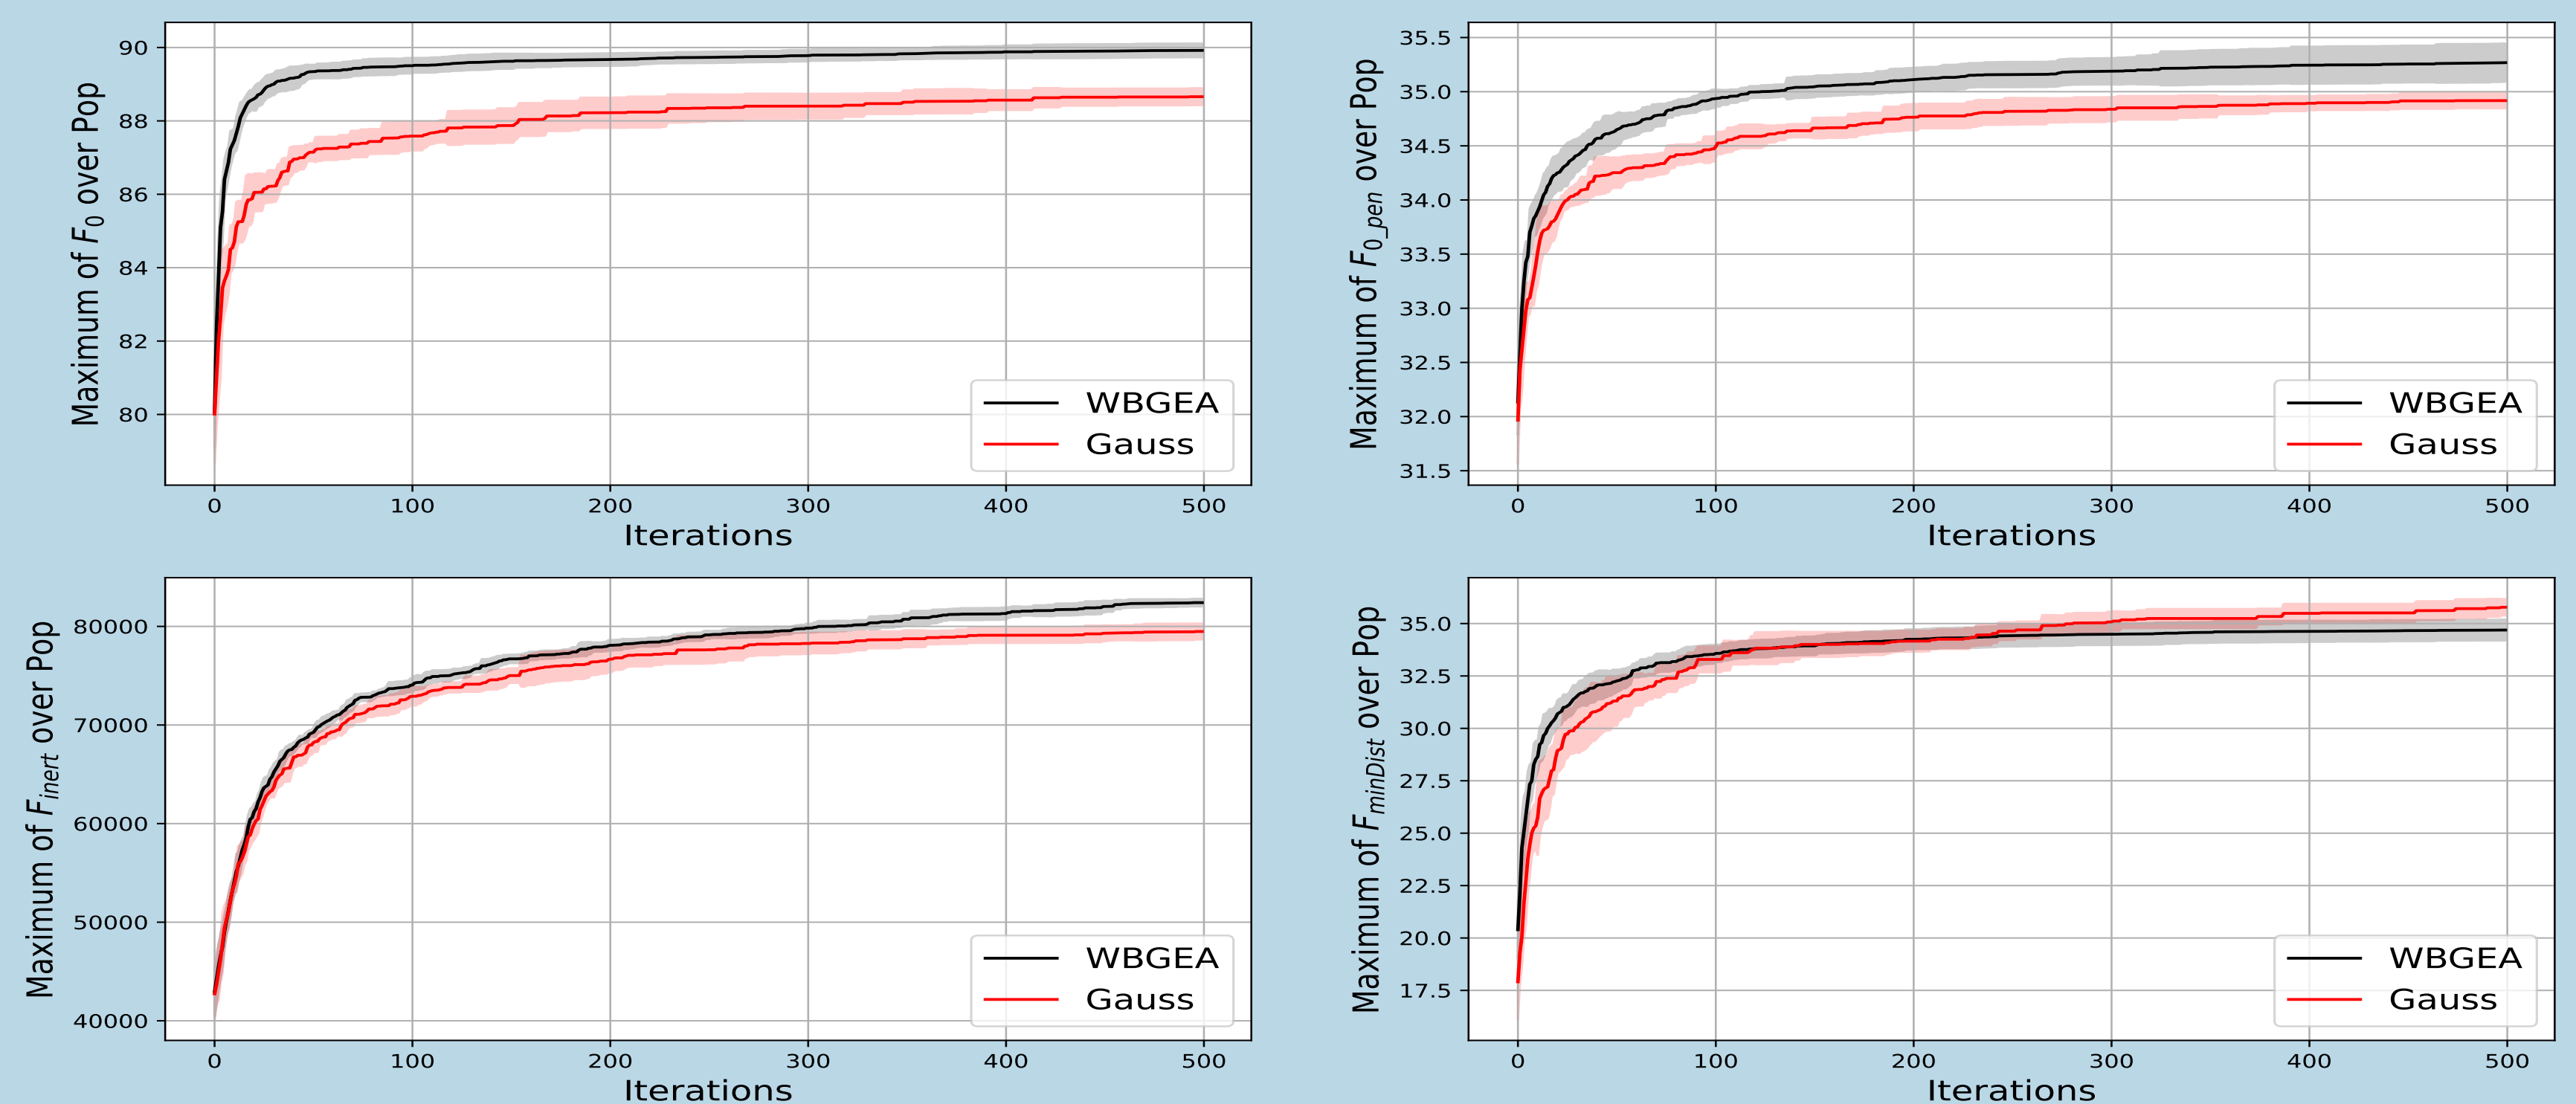 Maximum of F0 over Pop
90
88
86
84
82
80
WBGEA
Gauss
0 100 200 300 400 500
Iterations
Maximum of F0_pen over Pop
35.5
35.0
34.5
34.0
33.5
33.0
32.5
32.0
31.5
WBGEA
Gauss
0 100 200 300 400 500
Iterations
Maximum of Finert over Pop
80000
70000
60000
50000
40000
WBGEA
Gauss
0 100 200 300 400 500
Iterations
Maximum of FminDist over Pop
35.0
32.5
30.0
27.5
25.0
22.5
20.0
17.5
WBGEA
Gauss
0 100 200 300 400 500
Iterations